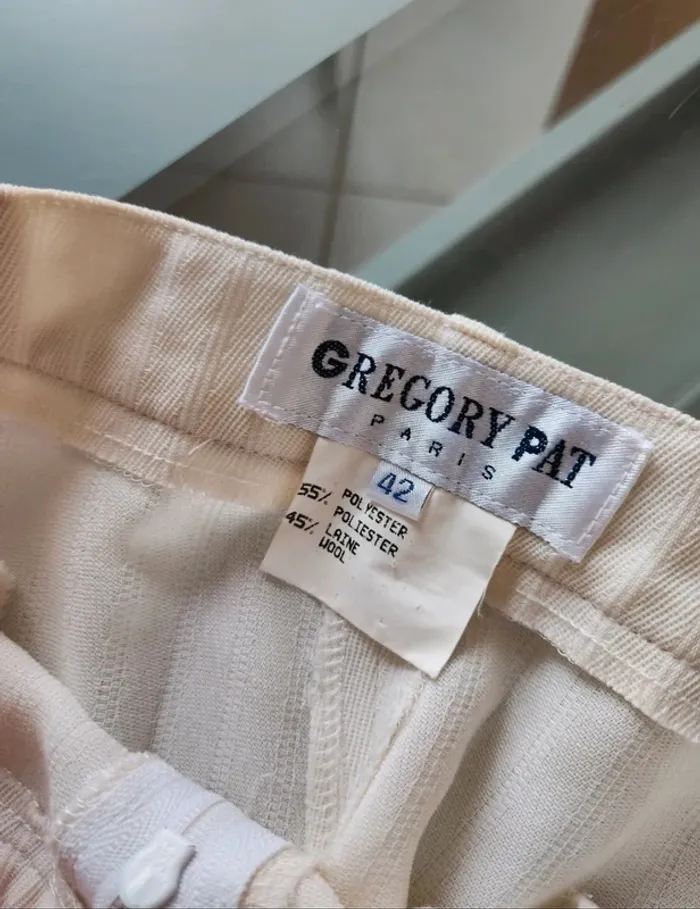 GREGORY PAT
PARIS
42
55% POLYESTER
POLIESTER
45% LAINE
WOOL